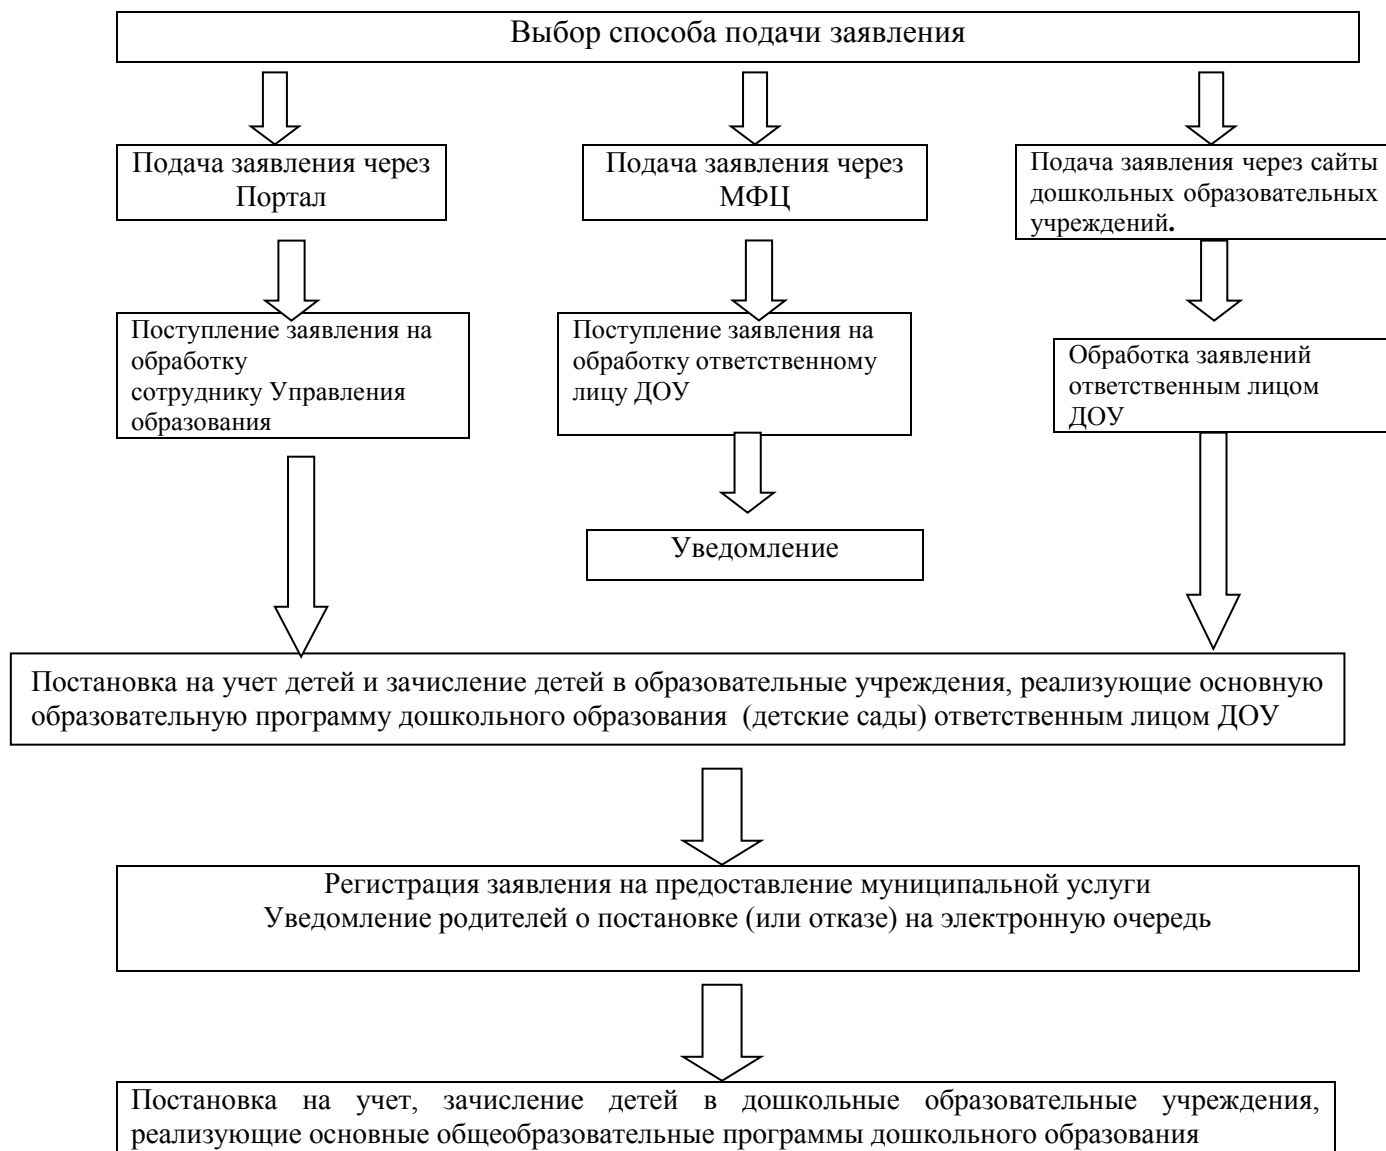 Выбор способа подачи заявления
Подача заявления через
Портал
Подача заявления через
МФЦ
Подача заявления через сайты
дошкольных образовательных
учреждений.
Поступление заявления на
обработку
сотруднику Управления
образования
Поступление заявления на
обработку ответственному
лицу ДОУ
Обработка заявлений
ответственным лицом
ДОУ
Уведомление
Постановка на учет детей и зачисление детей в образовательные учреждения, реализующие основную
образовательную программу дошкольного образования (детские сады) ответственным лицом ДОУ
Регистрация заявления на предоставление муниципальной услуги
Уведомление родителей о постановке (или отказе) на электронную очередь
Постановка на учет, зачисление детей в дошкольные образовательные учреждения,
реализующие основные общеобразовательные программы дошкольного образования